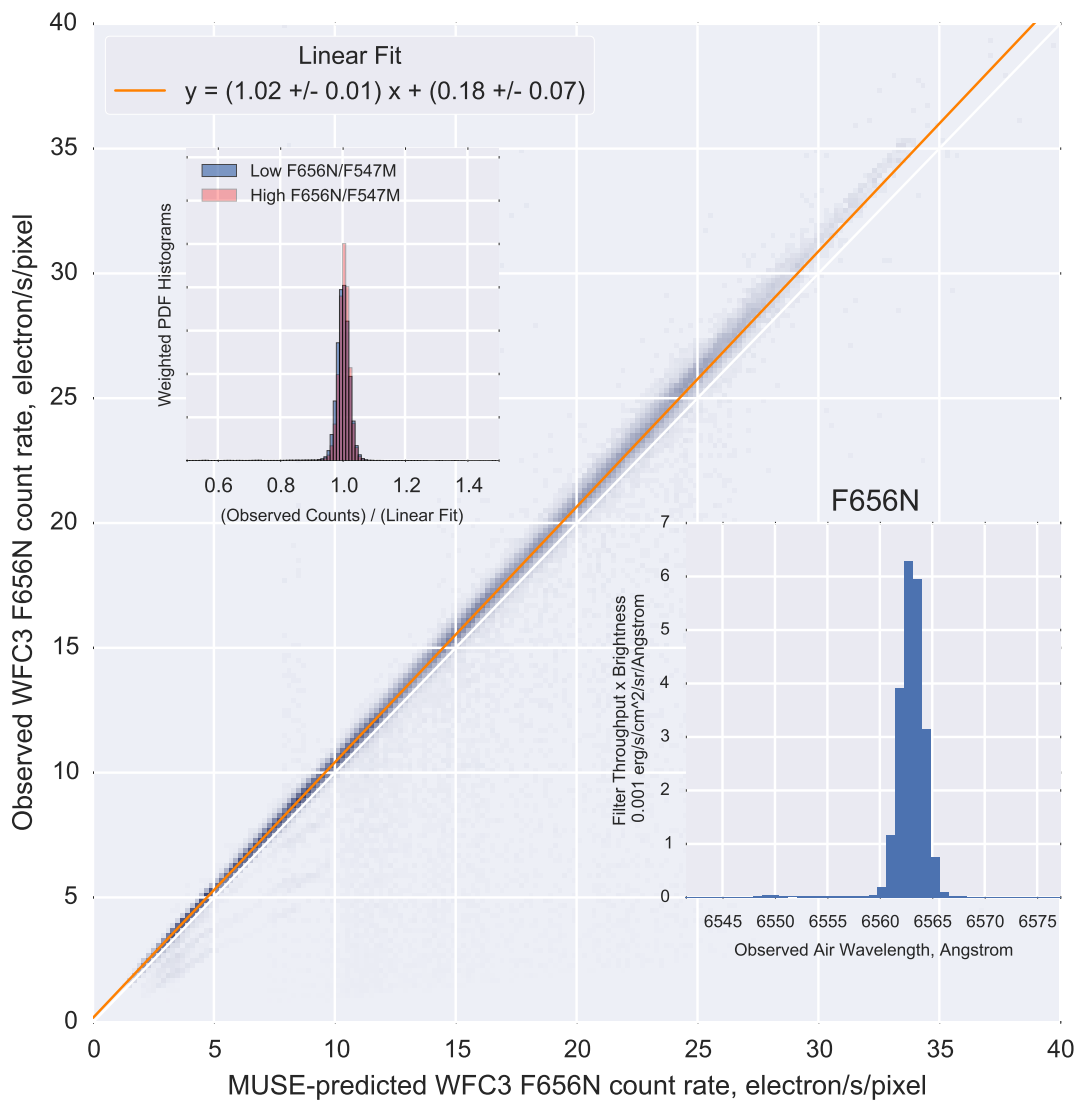 Linear Fit
y = (1.02 +/- 0.01) x + (0.18 +/- 0.07)
Low F656N/F547M
High F656N/F547M
Weighted PDF Histograms
0.6 0.8 1.0 1.2 1.4
(Observed Counts) / (Linear Fit)
F656N
7
6
5
4
3
2
1
0
Filter Throughput x Brightness
0.001 erg/s/cm^2/sr/Angstrom
6545 6550 6555 6560 6565 6570 6575
Observed Air Wavelength, Angstrom
Observed WFC3 F656N count rate, electron/s/pixel
40
35
30
25
20
15
10
5
0
0 5 10 15 20 25 30 35 40
MUSE-predicted WFC3 F656N count rate, electron/s/pixel